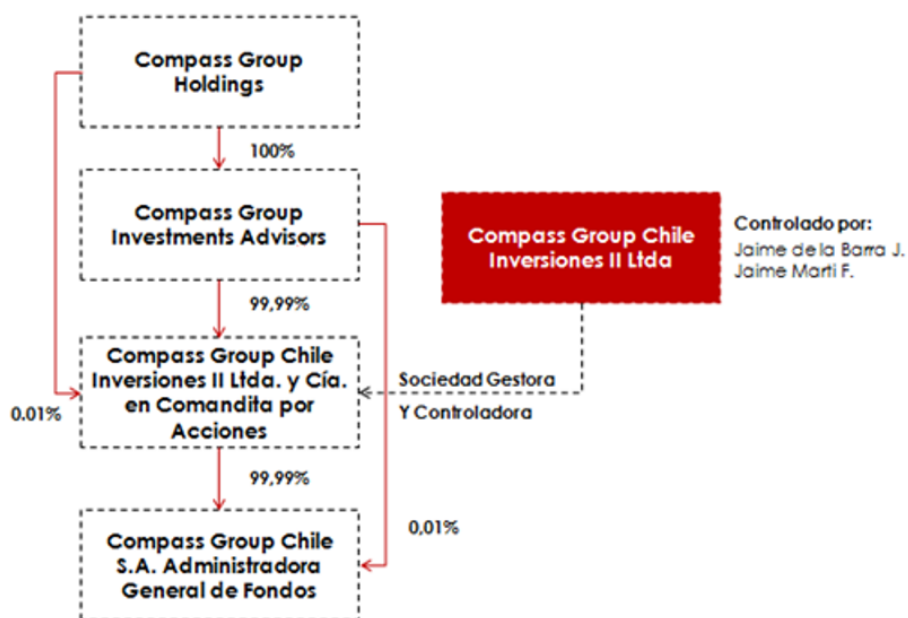 Compass Group
Holdings
100%
Compass Group
Investments Advisors
Compass Group Chile
Inversiones II Ltda
Controlado por:
Jaime de la Barra J.
Jaime Marti F.
99,99%
Compass Group Chile
Inversiones II Ltda. y Cía.
en Comandita por
Acciones
0.01%
Sociedad Gestora
Y Controladora
99,99%
0,01%
Compass Group Chile
S.A. Administradora
General de Fondos